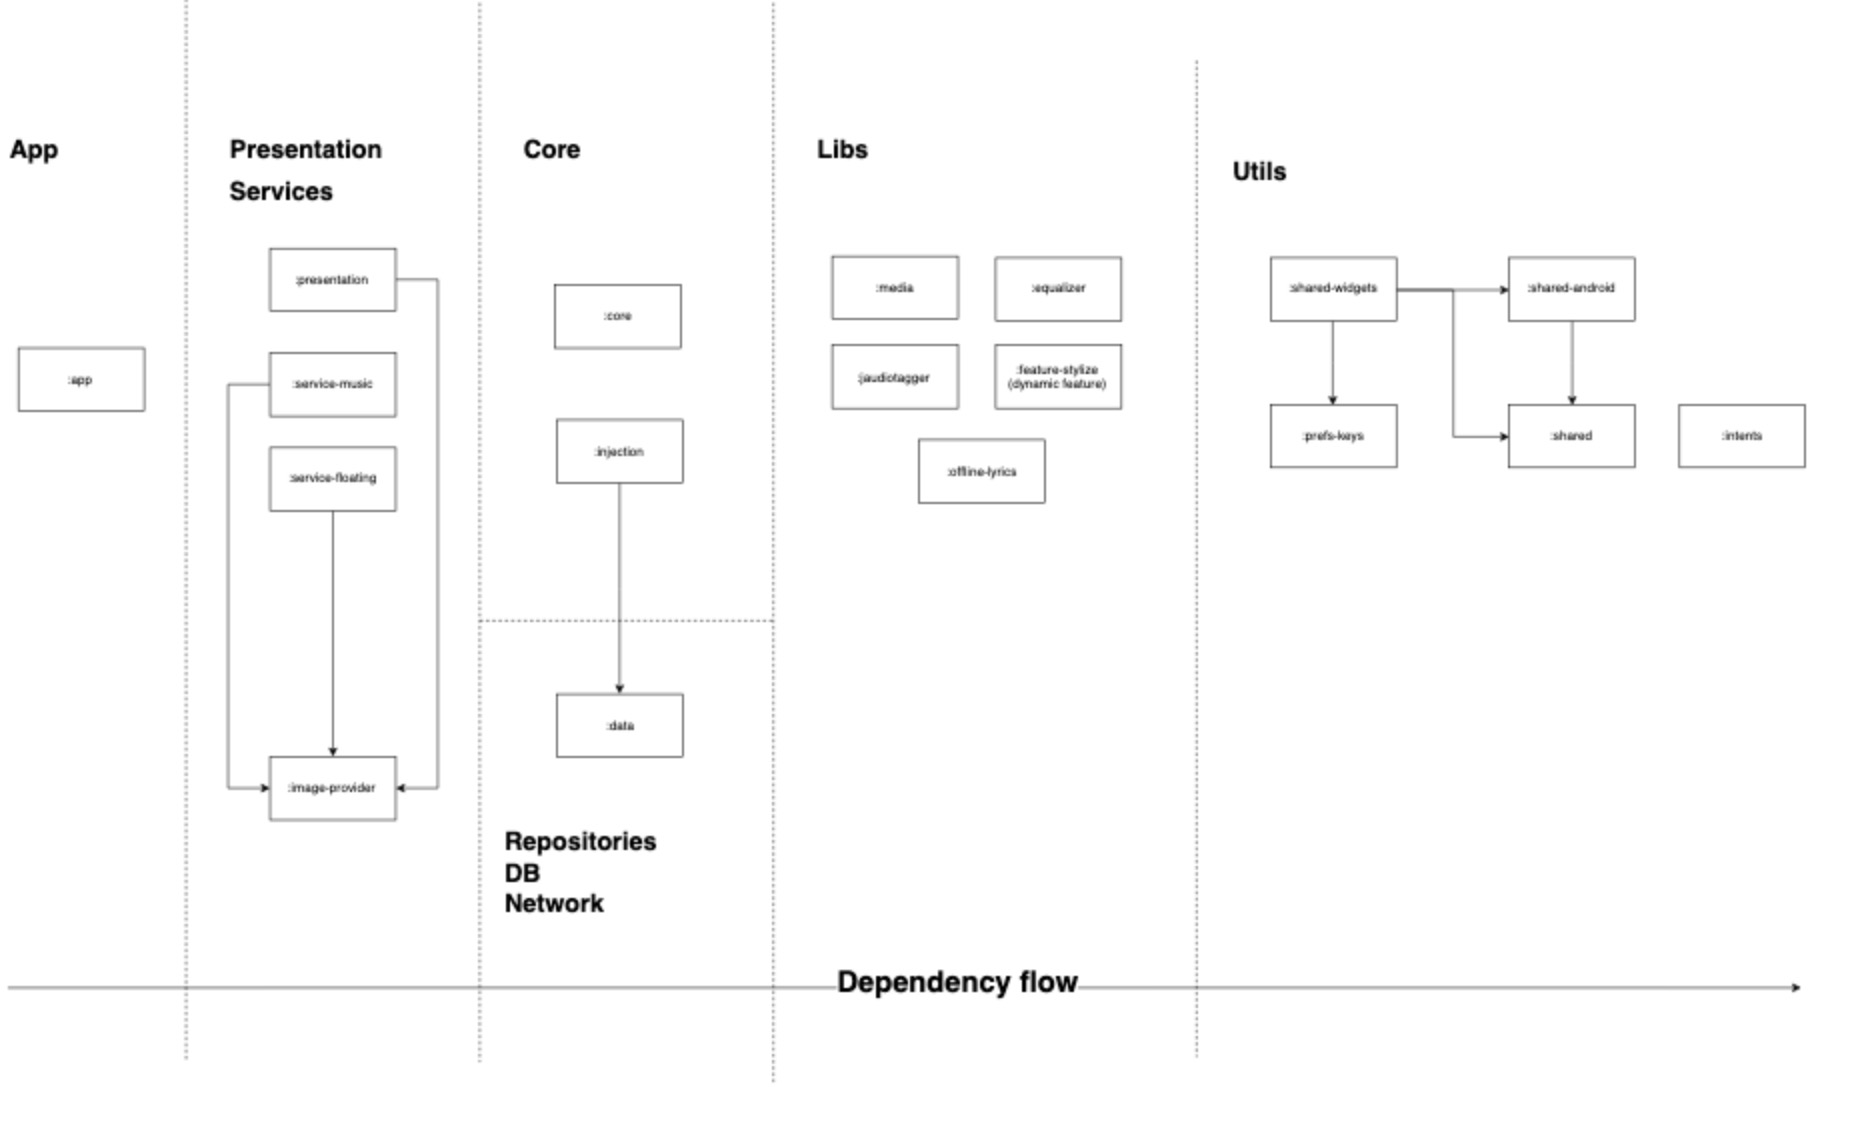 App
Presentation
Services
Core
Libs
Utils
:app
:presentation
:service-music
:service-floating
:image-provider
:core
:injection
:data
Repositories
DB
Network
:media
:equalizer
:jaudiotagger
:feature-stylize
(dynamic feature)
:offline-lyrics
:shared-widgets
:shared-android
:prefs-keys
:shared
:intents
Dependency flow